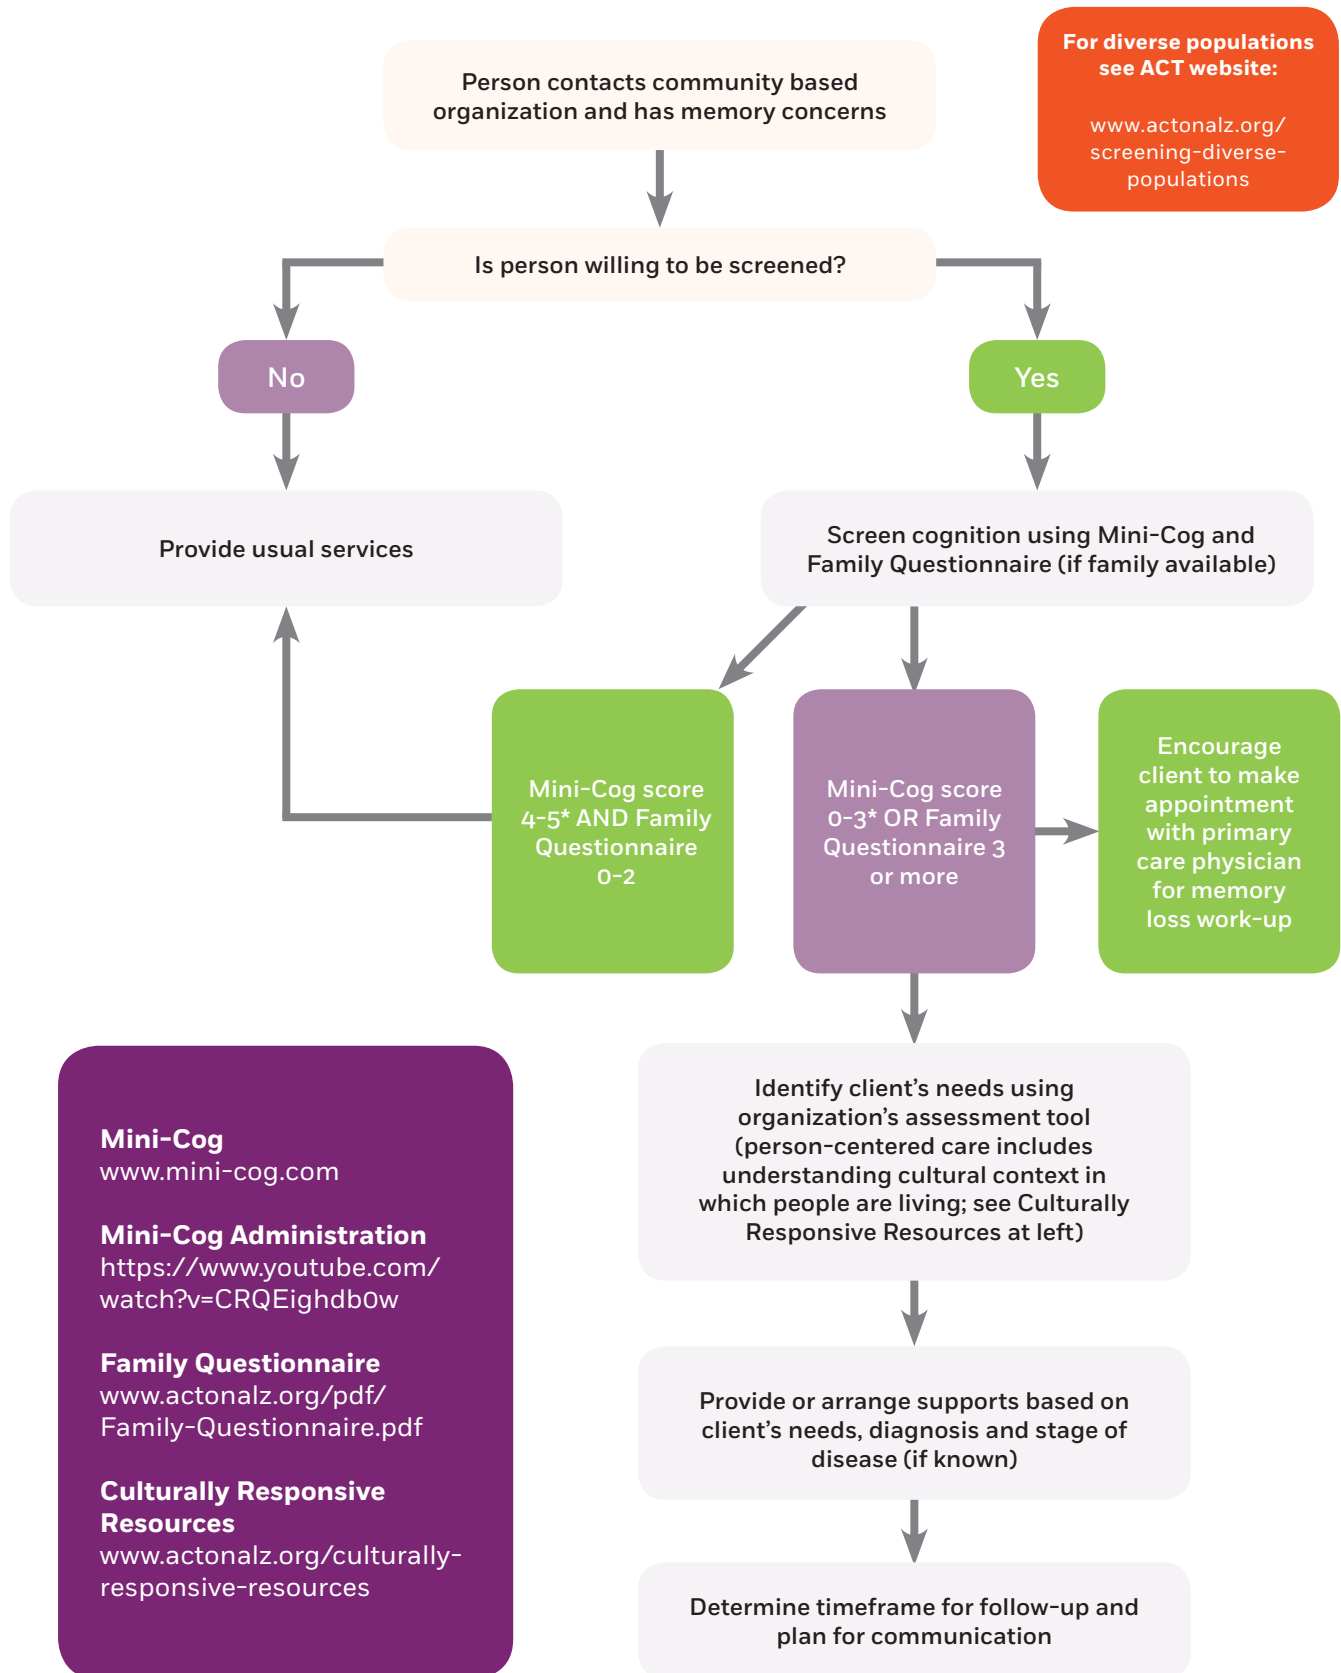 For diverse populations
see ACT website:
www.actonalz.org/
screening-diverse-
populations
Person contacts community based
organization and has memory concerns
Is person willing to be screened?
No
Yes
Provide usual services
Screen cognition using Mini-Cog and
Family Questionnaire (if family available)
Mini-Cog score
4-5* AND Family
Questionnaire
0-2
Mini-Cog score
0-3* OR Family
Questionnaire 3
or more
Encourage
client to make
appointment
with primary
care physician
for memory
loss work-up
Identify client’s needs using
organization’s assessment tool
(person-centered care includes
understanding cultural context in
which people are living; see Culturally
Responsive Resources at left)
Provide or arrange supports based on
client’s needs, diagnosis and stage of
disease (if known)
Determine timeframe for follow-up and
plan for communication
Mini-Cog
www.mini-cog.com
Mini-Cog Administration
https://www.youtube.com/
watch?v=CRQEighdb0w
Family Questionnaire
www.actonalz.org/pdf/
Family-Questionnaire.pdf
Culturally Responsive
Resources
www.actonalz.org/culturally-
responsive-resources